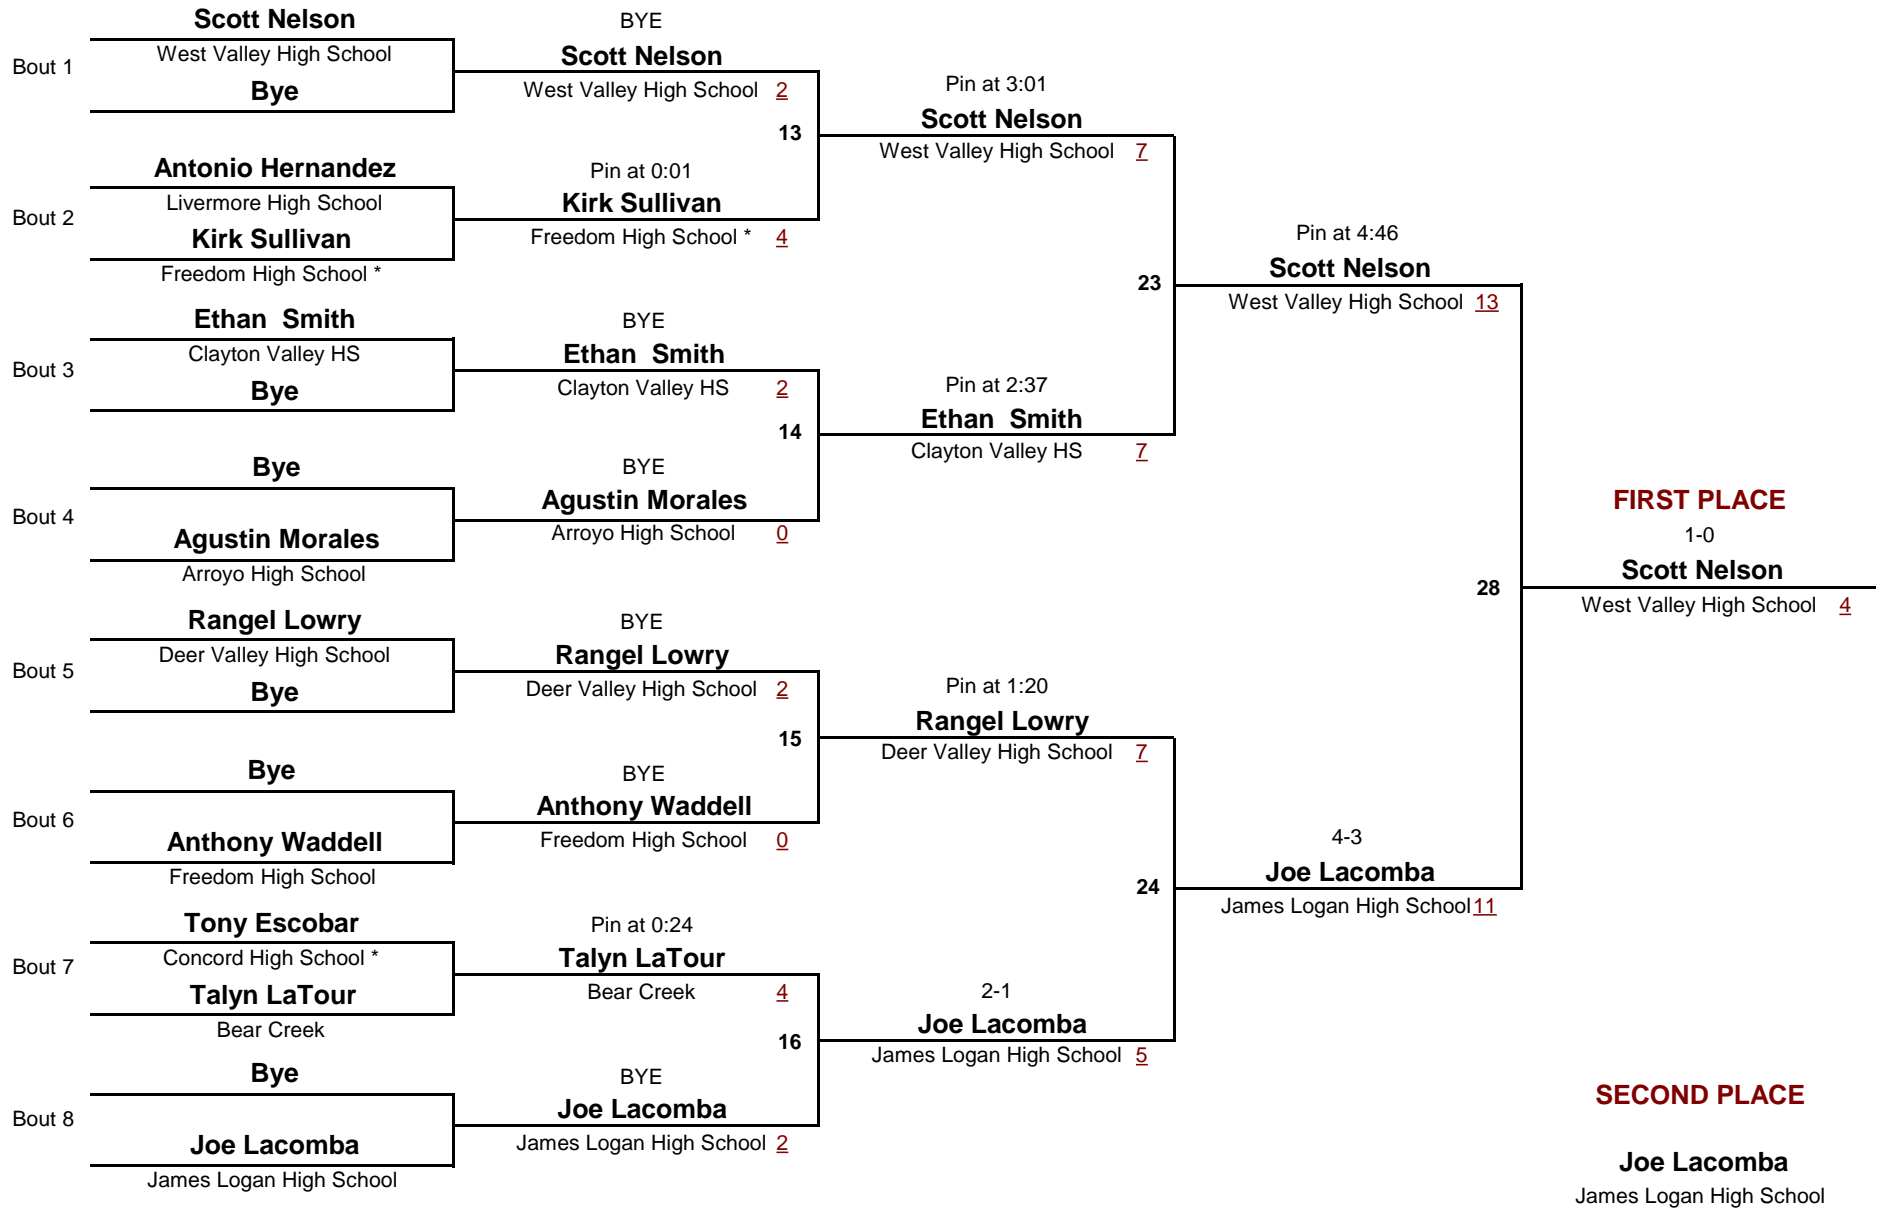 Scott Nelson
Bout 1
West Valley High School
Bye
Antonio Hernandez
Bout 2
Livermore High School
Kirk Sullivan
Freedom High School *
Ethan  Smith
Bout 3
Clayton Valley HS
Bye
Bye
Bout 4
Agustin Morales
Arroyo High School
Rangel Lowry
Bout 5
Deer Valley High School
Bye
Bye
Bout 6
Anthony Waddell
Freedom High School
Tony Escobar
Bout 7
Concord High School *
Talyn LaTour
Bear Creek
Bye
Bout 8
Joe Lacomba
James Logan High School
BYE
Scott Nelson
West Valley High School 2
13
Pin at 0:01
Kirk Sullivan
Freedom High School * 4
BYE
Ethan  Smith
Clayton Valley HS 2
14
BYE
Agustin Morales
Arroyo High School 0
BYE
Rangel Lowry
Deer Valley High School 2
15
BYE
Anthony Waddell
Freedom High School 0
Pin at 0:24
Talyn LaTour
Bear Creek 4
16
BYE
Joe Lacomba
James Logan High School 2
Pin at 3:01
Scott Nelson
West Valley High School 7
23
Pin at 2:37
Ethan  Smith
Clayton Valley HS 7
Pin at 1:20
Rangel Lowry
Deer Valley High School 7
24
2-1
Joe Lacomba
James Logan High School 5
Pin at 4:46
Scott Nelson
West Valley High School 13
28
4-3
Joe Lacomba
James Logan High School 11
FIRST PLACE
1-0
Scott Nelson
West Valley High School 4
SECOND PLACE
Joe Lacomba
James Logan High School